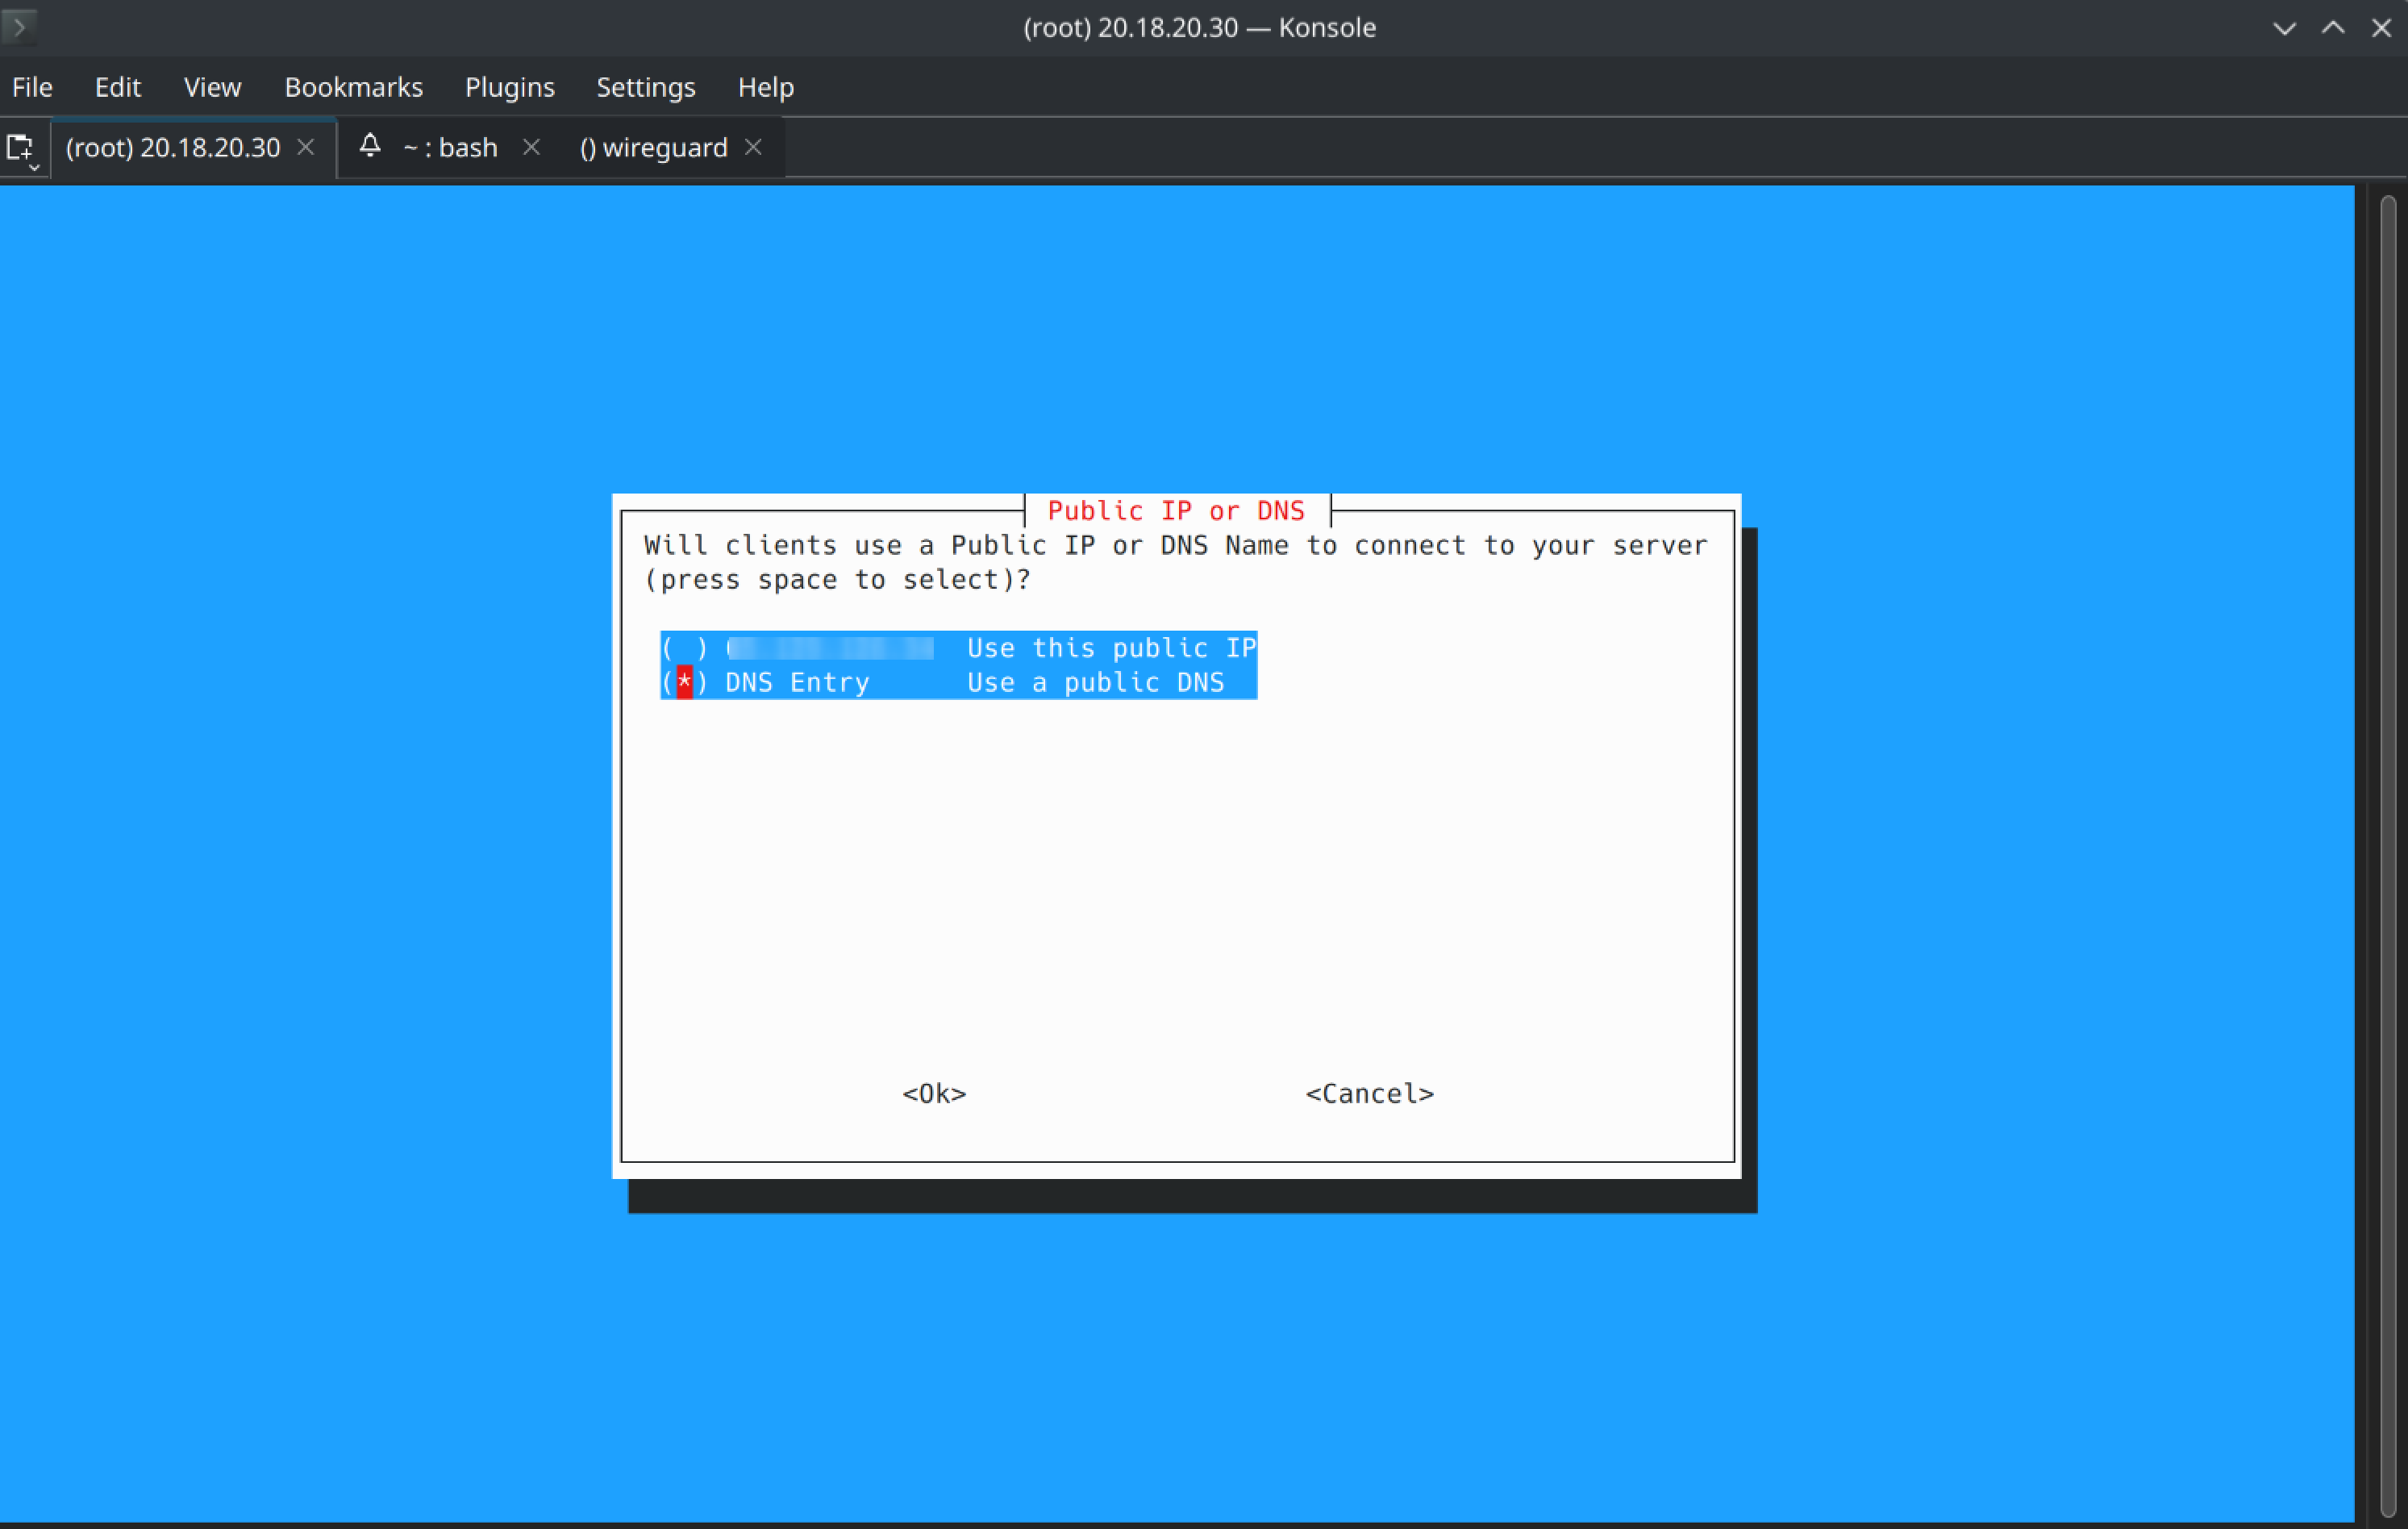 (root) 20.18.20.30 — Konsole
File Edit View Bookmarks Plugins Settings Help
(root) 20.18.20.30 ~ : bash () wireguard
Public IP or DNS
Will clients use a Public IP or DNS Name to connect to your server
(press space to select)?
( ) Use this public IP
(*) DNS Entry Use a public DNS
<Ok> <Cancel>